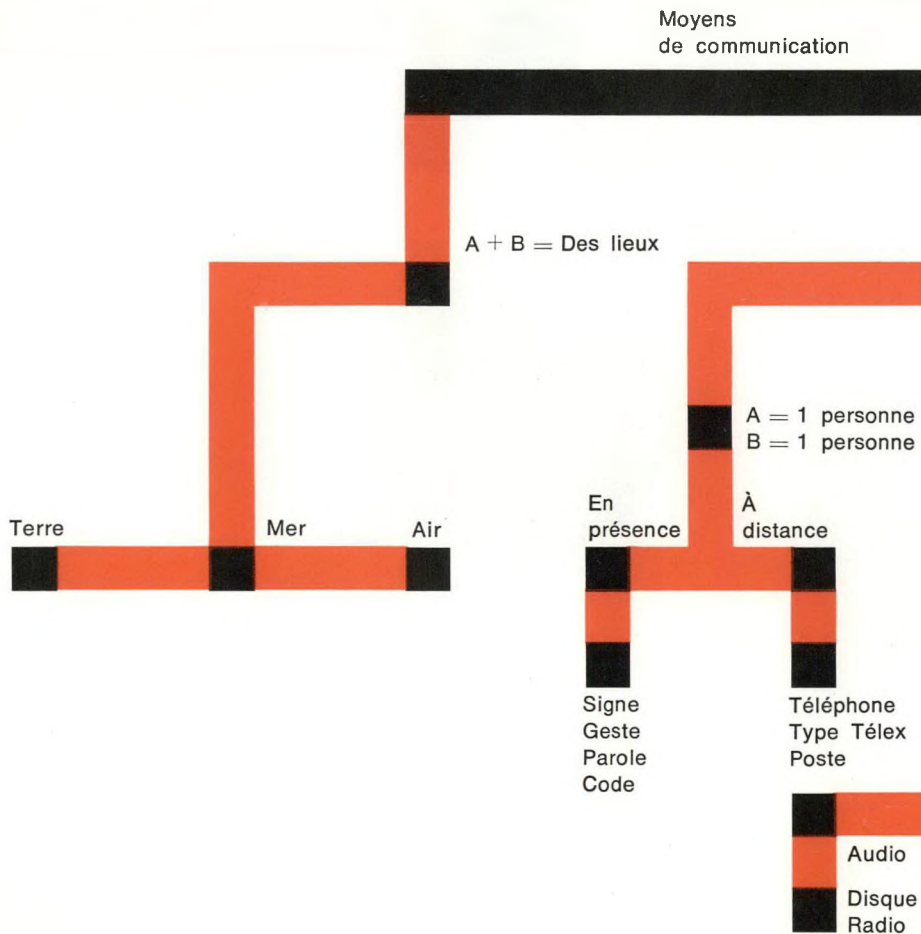 Moyens
de communication
A + B = Des lieux
A = 1 personne
B = 1 personne
Terre
Mer
Air
En
présence
À
distance
Signe
Geste
Parole
Code
Téléphone
Type Télex
Poste
Audio
Disque
Radio